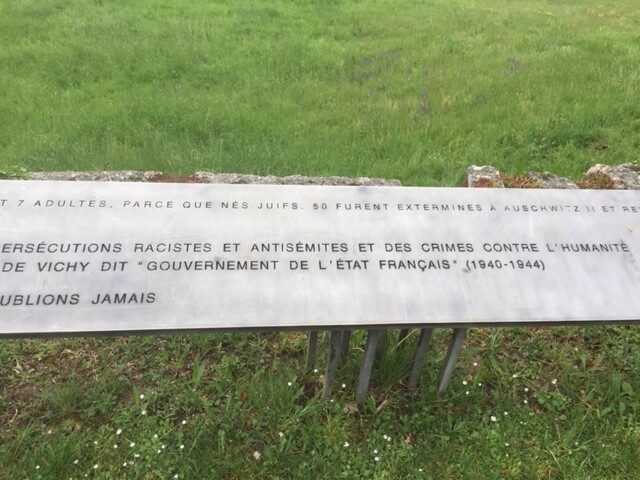 T 7 ADULTES, PARCE QUE NÉS JUIFS. 50 FURENT EXTERMINÉS À AUSCHWITZ II ET RE
ERSÉCUTIONS RACISTES ET ANTISÉMITES ET DES CRIMES CONTRE L'HUMANITÉ
DE VICHY DIT "GOUVERNEMENT DE L'ÉTAT FRANÇAIS" (1940-1944)
UBLIONS JAMAIS